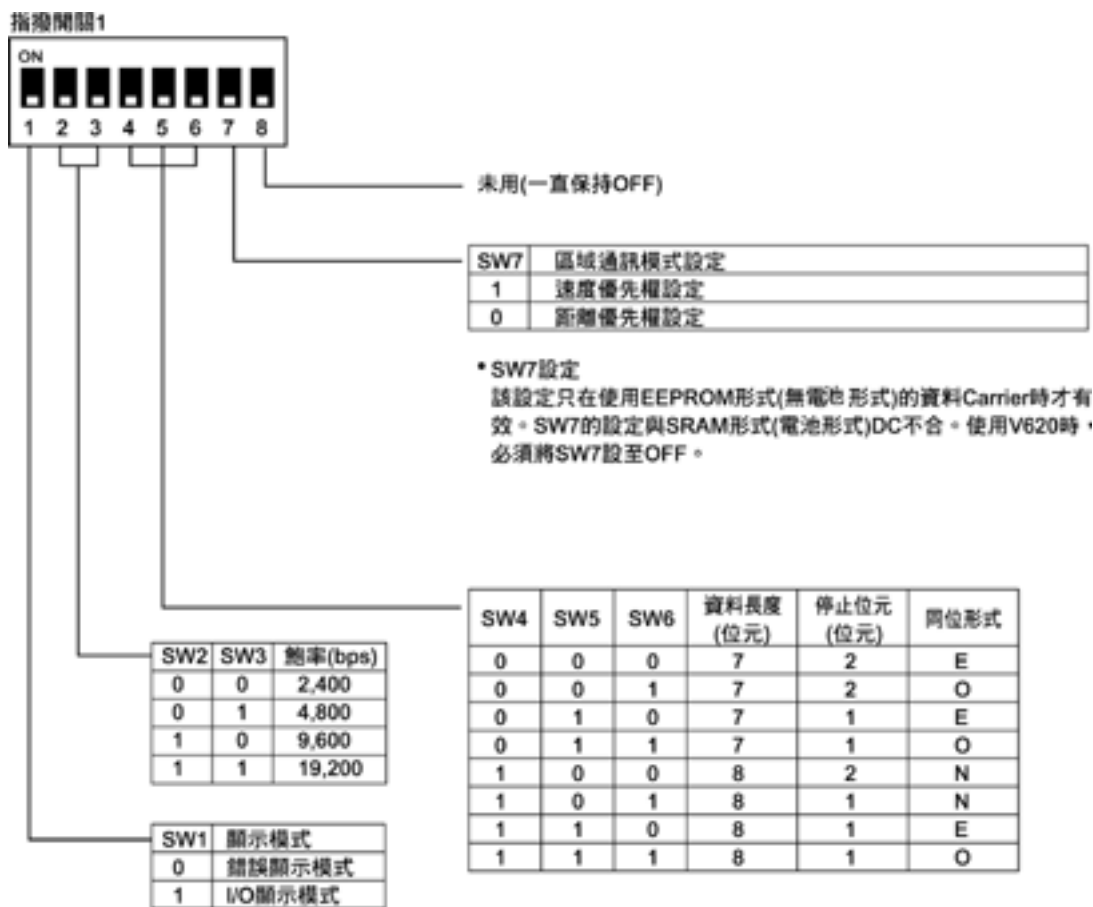 指撥開關1
ON
1 2 3 4 5 6 7 8
未用(一直保持OFF)
SW7 區域通訊模式設定
1 速度優先權設定
0 距離優先權設定
• SW7設定
該設定只在使用EEPROM形式(無電池 形式)的資料Carrier時才有
效。SW7的設定與SRAM形式(電池形式)DC不合。使用V620時，
必須將SW7設至OFF。
SW4 SW5 SW6 資料長度(位元) 停止位元(位元) 同位形式
0 0 0 7 2 E
0 0 1 7 2 O
0 1 0 7 1 E
0 1 1 7 1 O
1 0 0 8 2 N
1 0 1 8 1 N
1 1 0 8 1 E
1 1 1 8 1 O
SW2 SW3 鮑率(bps)
0 0 2,400
0 1 4,800
1 0 9,600
1 1 19,200
SW1 顯示模式
0 錯誤顯示模式
1 I/O顯示模式